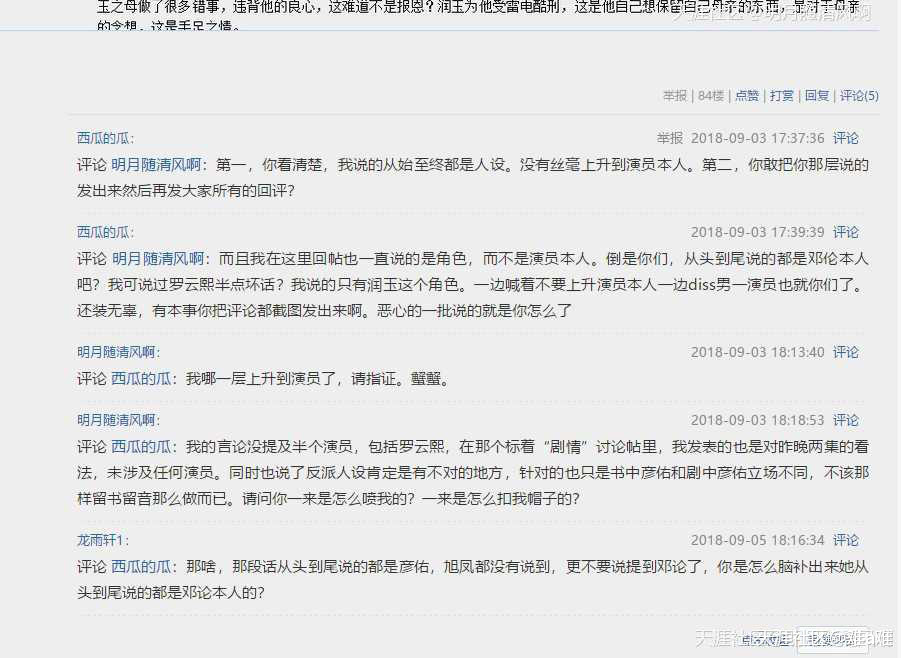 玉之母做了很多错事，违背他的良心，这难道不是报恩？润玉为他受雷电酷刑，这是他自己想保留自己母亲的东西，是对于母亲
的念想，这是手足之情。
天涯社区@明月随清风啊
举报 | 84楼 | 点赞 | 打赏 | 回复 | 评论(5)
西瓜的瓜: 举报 2018-09-03 17:37:36 评论
评论 明月随清风啊：第一，你看清楚，我说的从始至终都是人设。没有丝毫上升到演员本人。第二，你敢把你那层说的
发出来然后再发大家所有的回评？
西瓜的瓜: 2018-09-03 17:39:39 评论
评论 明月随清风啊：而且我在这里回帖也一直说的是角色，而不是演员本人。倒是你们，从头到尾说的都是邓伦本人
吧？我可说过罗云熙半点坏话？我说的只有润玉这个角色。一边喊着不要上升演员本人一边diss男一演员也就你们了。
还装无辜，有本事你把评论都截图发出来啊。恶心的一批说的就是你怎么了
明月随清风啊: 2018-09-03 18:13:40 评论
评论 西瓜的瓜：我哪一层上升到演员了，请指证。蟹蟹。
明月随清风啊: 2018-09-03 18:18:53 评论
评论 西瓜的瓜：我的言论没提及半个演员，包括罗云熙，在那个标着“剧情”讨论帖里，我发表的也是对昨晚两集的看
法，未涉及任何演员。同时也说了反派人设肯定是有不对的地方，针对的也只是书中彦佑和剧中彦佑立场不同，不该那
样留书留音那么做而已。请问你一来是怎么喷我的？一来是怎么扣我帽子的？
龙雨轩1: 2018-09-05 18:16:34 评论
评论 西瓜的瓜：那啥，那段话从头到尾说的都是彦佑，旭凤都没有说到，更不要说提到邓论了，你是怎么脑补出来她从
头到尾说的都是邓论本人的？
天涯社区